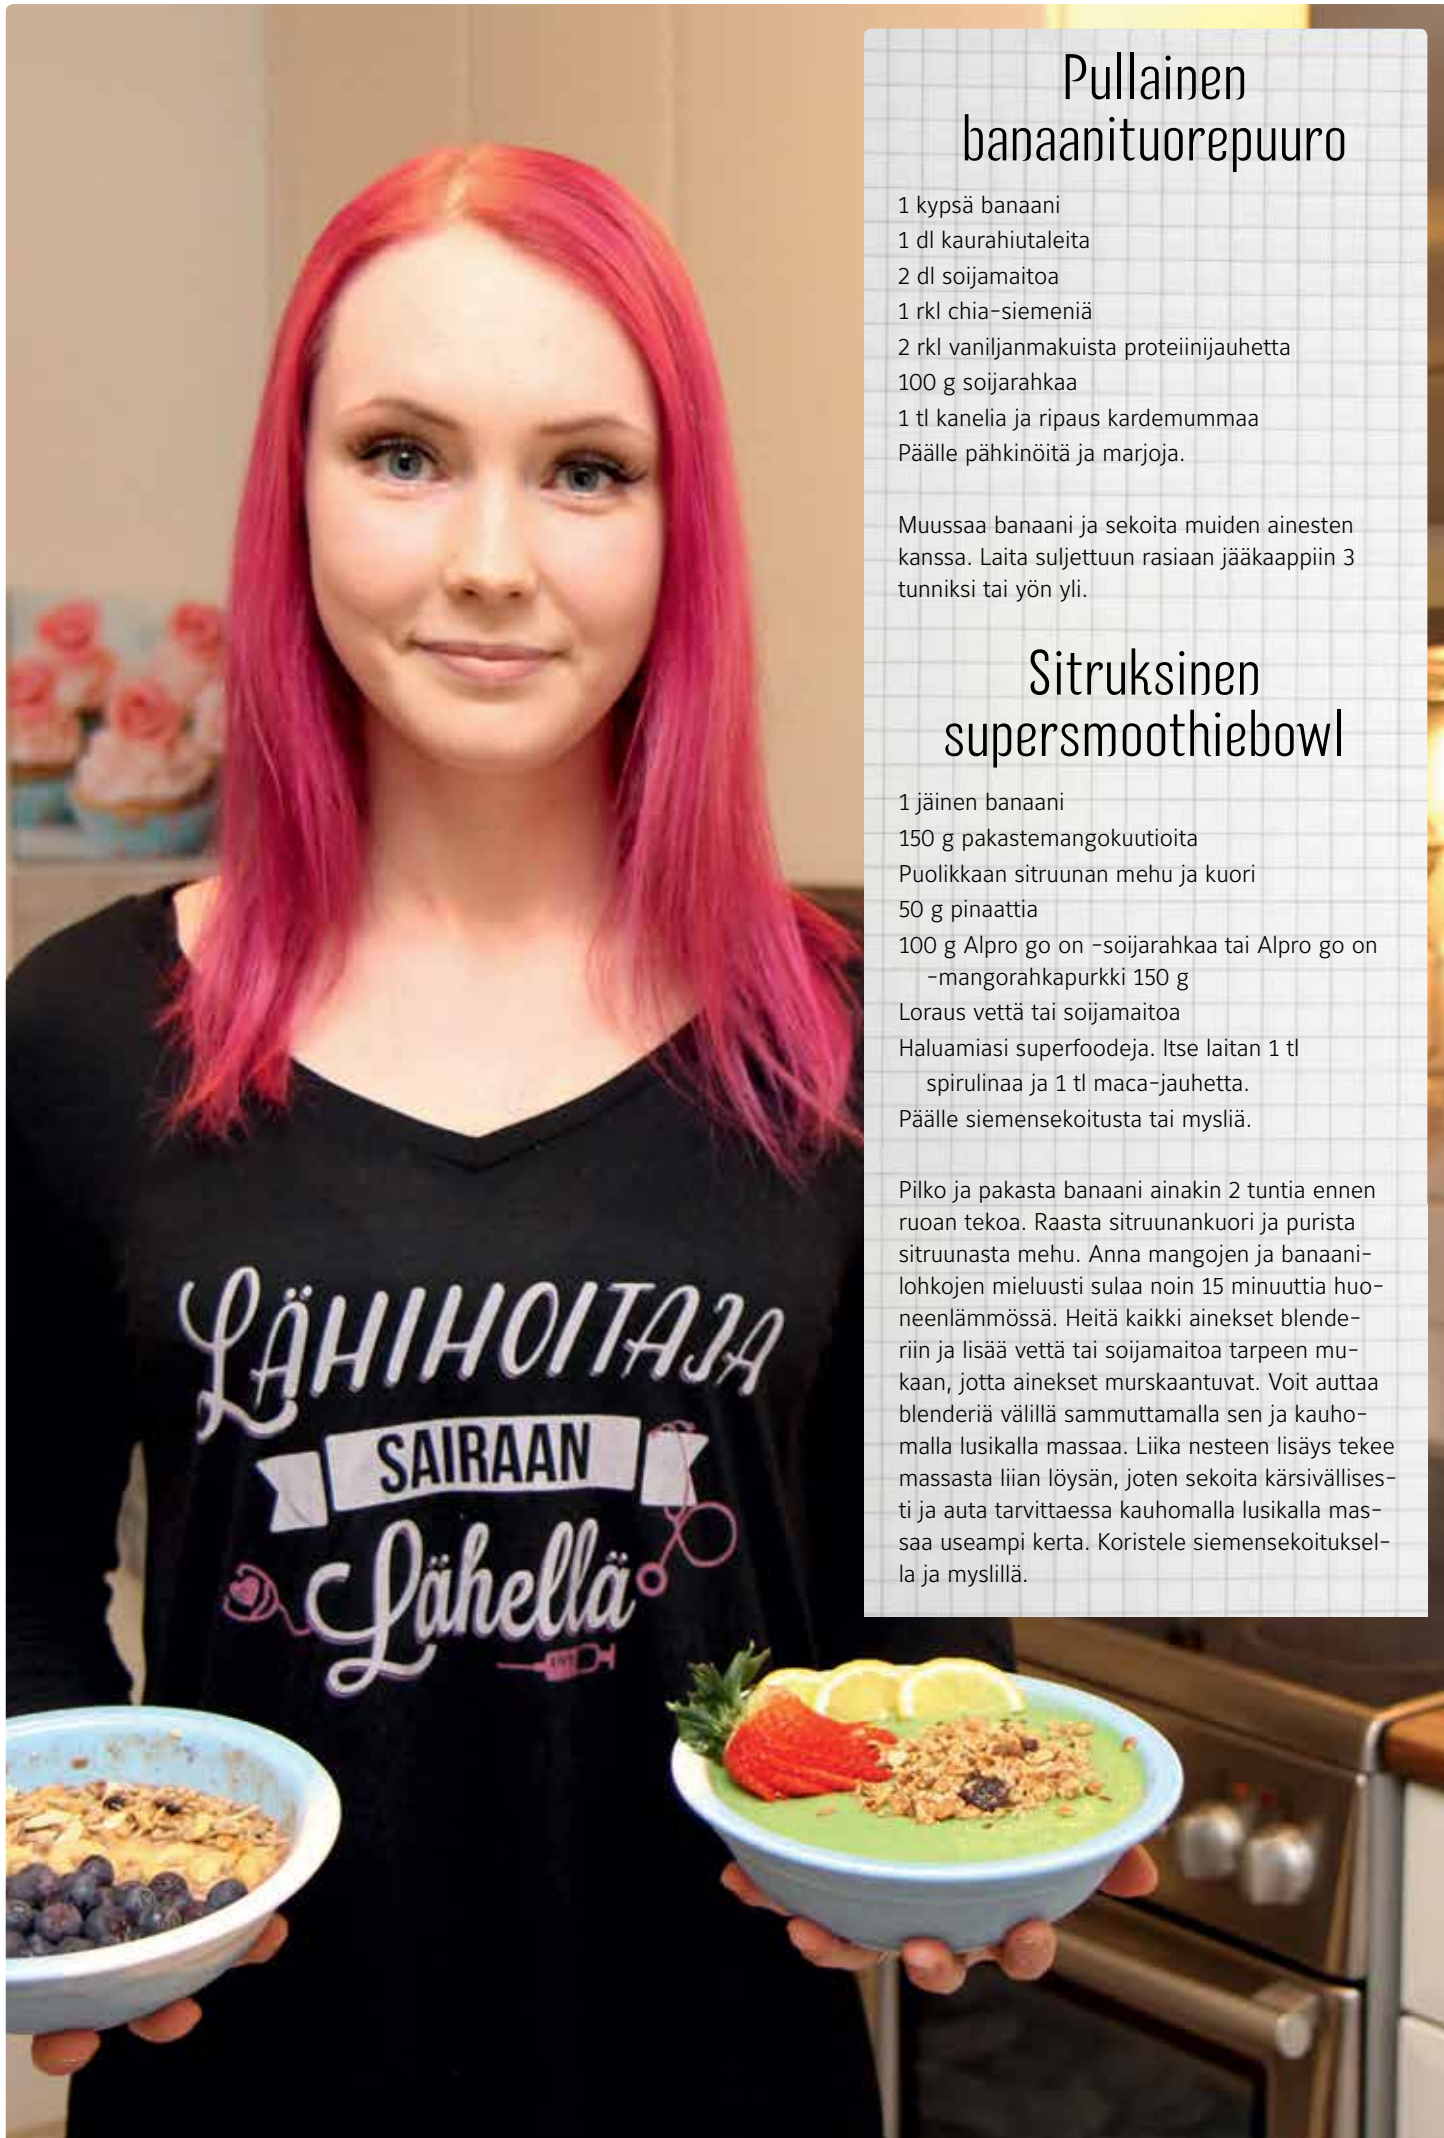 Pullainen
banaanituorepuuro
1 kypsä banaani
1 dl kaurahiutaleita
2 dl soijamaitoa
1 rkl chia-siemeniä
2 rkl vaniljanmakuista proteiinijauhetta
100 g soijarahkaa
1 tl kanelia ja ripaus kardemummaa
Päälle pähkinöitä ja marjoja.
Muussaa banaani ja sekoita muiden ainesten
kanssa. Laita suljettuun rasiaan jääkaappiin 3
tunniksi tai yön yli.
Sitruksinen
supersmoothiebowl
1 jäinen banaani
150 g pakastemangokuutioita
Puolikkaan sitruunan mehu ja kuori
50 g pinaattia
100 g Alpro go on -soijarahkaa tai Alpro go on
-mangorahkapurkki 150 g
Loraus vettä tai soijamaitoa
Haluamiasi superfoodeja. Itse laitan 1 tl
spirulinaa ja 1 tl maca-jauhetta.
Päälle siemensekoitusta tai mysliä.
Pilko ja pakasta banaani ainakin 2 tuntia ennen
ruoan tekoa. Raasta sitruunankuori ja purista
sitruunasta mehu. Anna mangojen ja banaani-
lohkojen mieluusti sulaa noin 15 minuuttia huo-
neenlämmössä. Heitä kaikki ainekset blende-
riin ja lisää vettä tai soijamaitoa tarpeen mu-
kaan, jotta ainekset murskaantuvat. Voit auttaa
blenderiä välillä sammuttamalla sen ja kauho-
malla lusikalla massaa. Liika nesteen lisäys tekee
massasta liian löysän, joten sekoita kärsivällises-
ti ja auta tarvittaessa kauhomalla lusikalla mas-
saa useampi kerta. Koristele siemensekoituksel-
la ja myslillä.
LÄHIHOITAJA
SAIRAAN
Lähellä